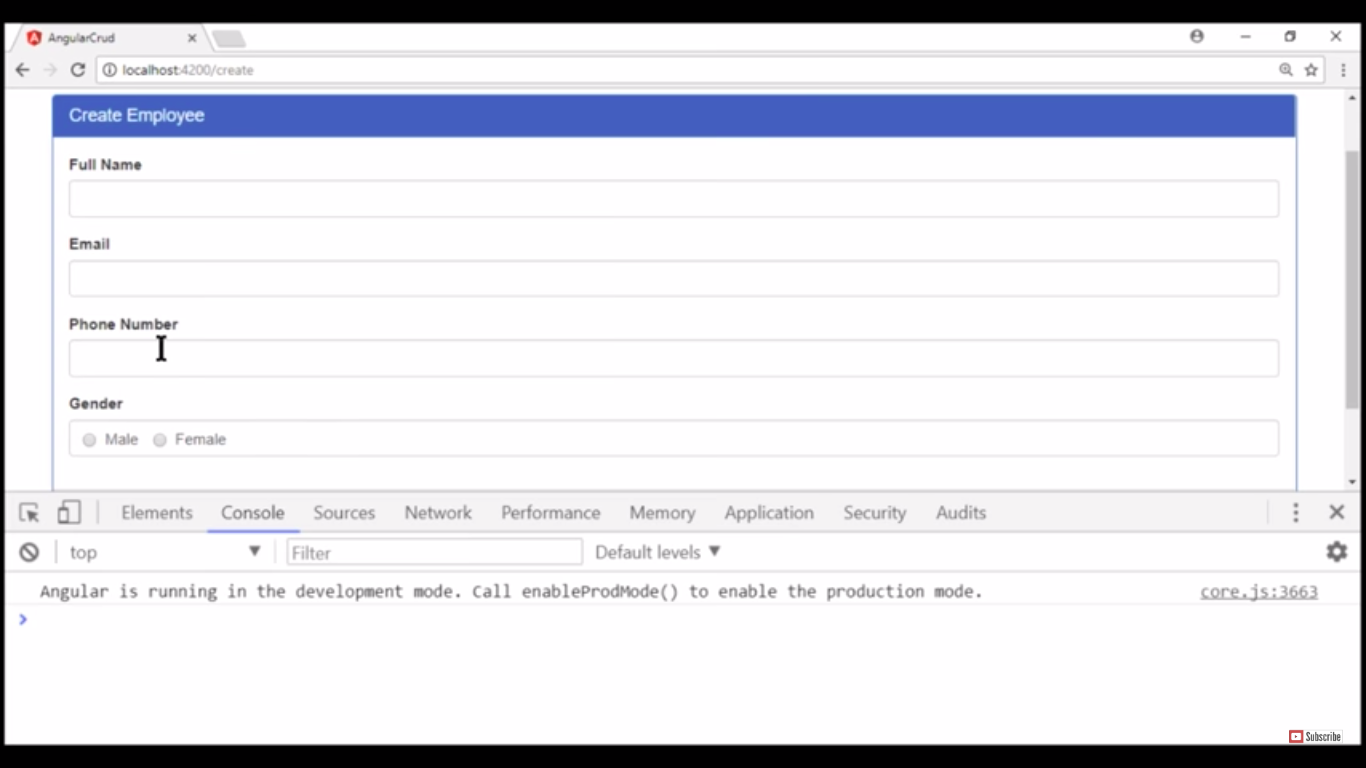 AngularCrud
localhost:4200/create
Create Employee
Full Name
Email
Phone Number
Gender
Male Female
Elements Console Sources Network Performance Memory Application Security Audits
top Filter Default levels
Angular is running in the development mode. Call enableProdMode() to enable the production mode. core.js:3663
Subscribe